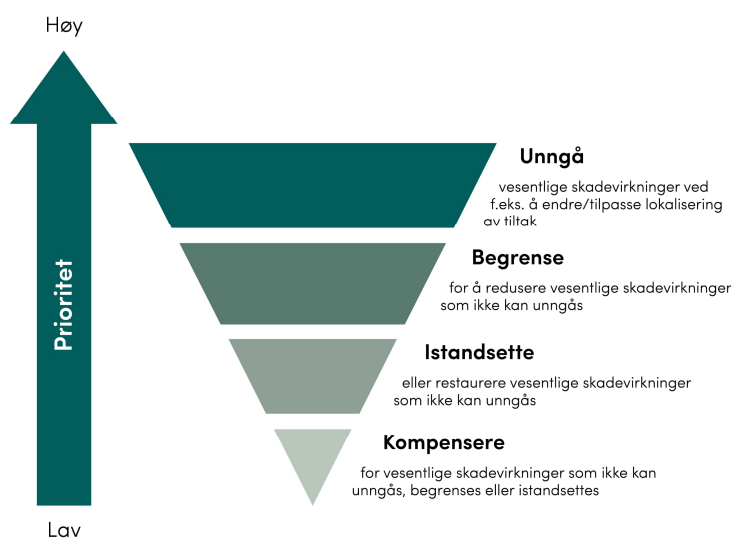 Høy
Prioritet
Unngå
vesentlige skadevirkninger ved
f.eks. å endre/tilpasse lokalisering
av tiltak
Begrense
for å redusere vesentlige skadevirkninger
som ikke kan unngås
Istandsette
eller restaurere vesentlige skadevirkninger
som ikke kan unngås
Kompensere
for vesentlige skadevirkninger som ikke kan
unngås, begrenses eller istandsettes
Lav